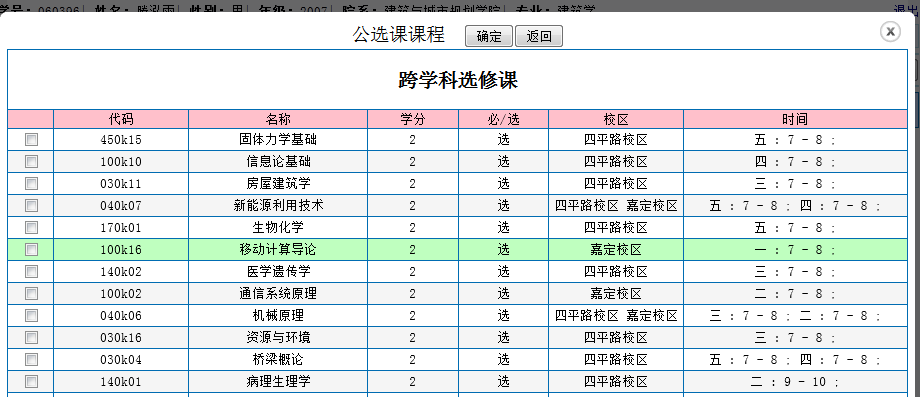 学号: 060396| 姓名: 滕泓雨| 性别: 男| 年级: 2007| 院系: 建筑与城市规划学院| 专业: 建筑学 退出
公选课课程 确定 返回 x
跨学科选修课
代码 名称 学分 必/选 校区 时间
450k15 固体力学基础 2 选 四平路校区 五 : 7 - 8 ;
100k10 信息论基础 2 选 四平路校区 四 : 7 - 8 ;
030k11 房屋建筑学 2 选 四平路校区 三 : 7 - 8 ;
040k07 新能源利用技术 2 选 四平路校区 嘉定校区 五 : 7 - 8 ; 四 : 7 - 8 ;
170k01 生物化学 2 选 四平路校区 五 : 7 - 8 ;
100k16 移动计算导论 2 选 嘉定校区 一 : 7 - 8 ;
140k02 医学遗传学 2 选 四平路校区 三 : 7 - 8 ;
100k02 通信系统原理 2 选 嘉定校区 二 : 7 - 8 ;
040k06 机械原理 2 选 四平路校区 嘉定校区 三 : 7 - 8 ; 二 : 7 - 8 ;
030k16 资源与环境 2 选 四平路校区 三 : 7 - 8 ;
030k04 桥梁概论 2 选 四平路校区 五 : 7 - 8 ; 四 : 7 - 8 ;
140k01 病理生理学 2 选 四平路校区 二 : 9 - 10 ;